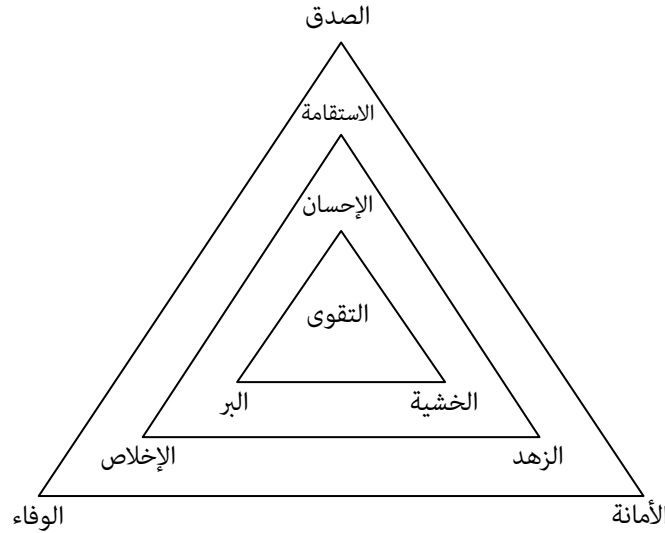 الصدق
الاستقامة
الإحسان
التقوى
الخشية
البر
الزهد
الإخلاص
الأمانة
الوفاء